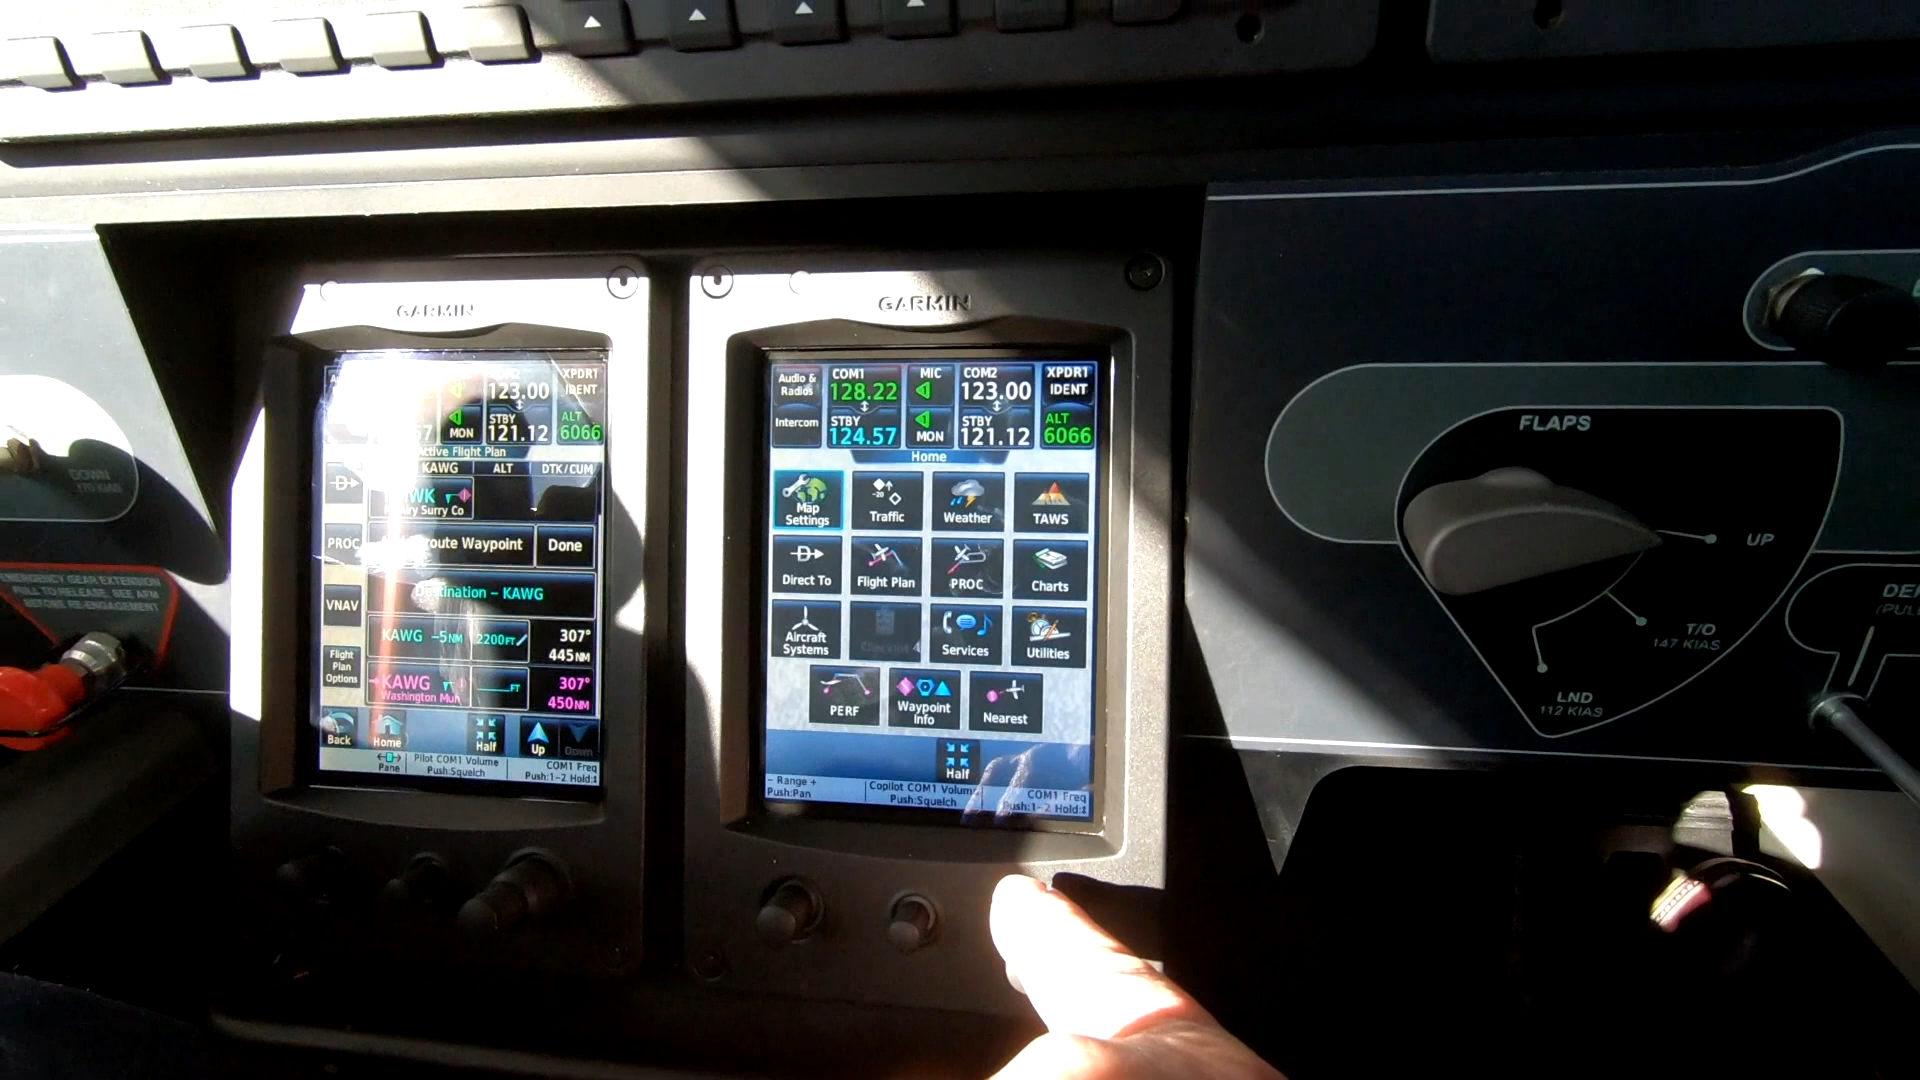 GARMIN
123.00
XPDR1
IDENT
MON
STBY
121.12
ALT
6066
Active Flight Plan
KAWG
ALT
DTK/CUM
Surry Co
PROC
Waypoint
Done
Destination – KAWG
VNAV
KAWG –5NM
2200FT
307°
445NM
Flight
Plan
Options
KAWG
Washington Mun
FT
307°
450NM
Back
Home
Half
Up
Down
Pane
Pilot COM1 Volume
Push:Squelch
COM1 Freq
Push:1–2 Hold:↕
GARMIN
Audio &
Radios
COM1
128.22
MIC
COM2
123.00
XPDR1
IDENT
Intercom
STBY
124.57
MON
STBY
121.12
ALT
6066
Home
Map
Settings
Traffic
Weather
TAWS
Direct To
Flight Plan
PROC
Charts
Aircraft
Systems
Checklist
Services
Utilities
PERF
Waypoint
Info
Nearest
Half
– Range +
Push:Pan
Copilot COM1 Volume
Push:Squelch
COM1 Freq
Push:1–2 Hold:↕
FLAPS
UP
T/O
147 KIAS
LND
112 KIAS
DOWN
170 KIAS
EMERGENCY GEAR EXTENSION
PULL TO RELEASE. SEE AFM
BEFORE RE-ENGAGEMENT